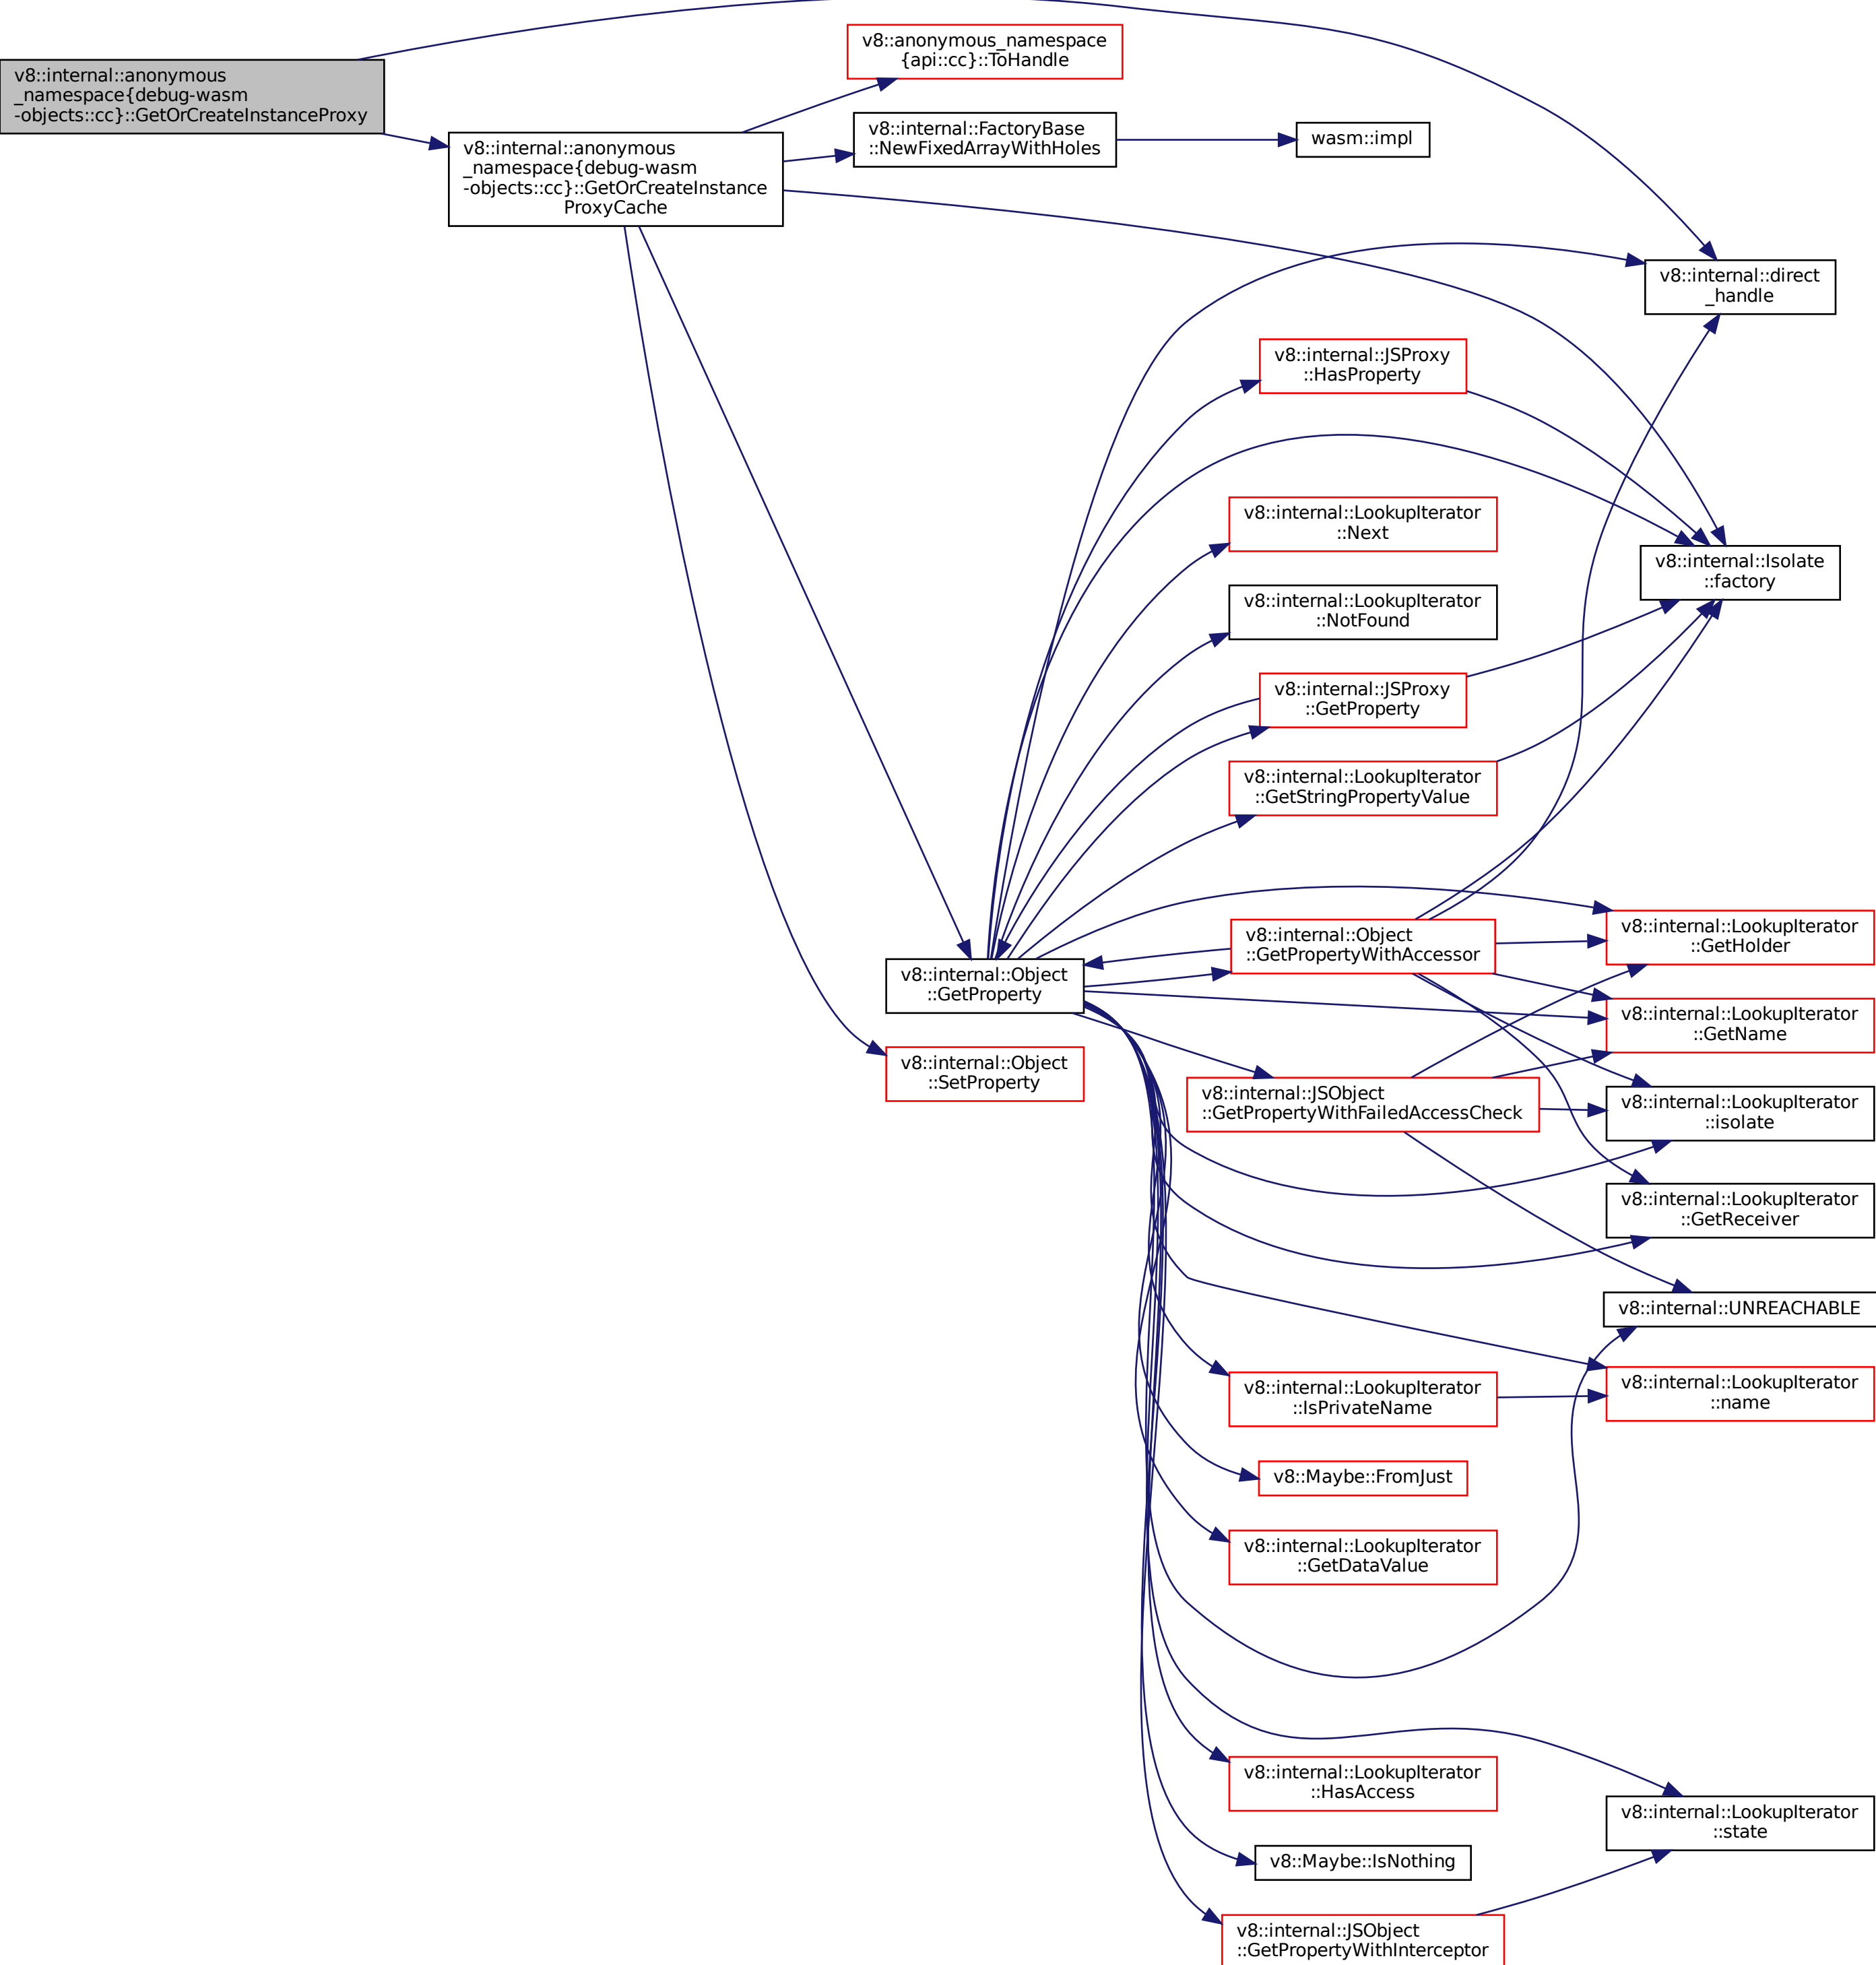 v8::internal::anonymous
_namespace{debug-wasm
-objects::cc}::GetOrCreateInstanceProxy
v8::internal::anonymous
_namespace{debug-wasm
-objects::cc}::GetOrCreateInstance
ProxyCache
v8::anonymous_namespace
{api::cc}::ToHandle
v8::internal::FactoryBase
::NewFixedArrayWithHoles
wasm::impl
v8::internal::direct
_handle
v8::internal::JSProxy
::HasProperty
v8::internal::LookupIterator
::Next
v8::internal::Isolate
::factory
v8::internal::LookupIterator
::NotFound
v8::internal::JSProxy
::GetProperty
v8::internal::LookupIterator
::GetStringPropertyValue
v8::internal::Object
::GetPropertyWithAccessor
v8::internal::LookupIterator
::GetHolder
v8::internal::Object
::GetProperty
v8::internal::LookupIterator
::GetName
v8::internal::Object
::SetProperty
v8::internal::JSObject
::GetPropertyWithFailedAccessCheck
v8::internal::LookupIterator
::isolate
v8::internal::LookupIterator
::GetReceiver
v8::internal::UNREACHABLE
v8::internal::LookupIterator
::IsPrivateName
v8::internal::LookupIterator
::name
v8::Maybe::FromJust
v8::internal::LookupIterator
::GetDataValue
v8::internal::LookupIterator
::HasAccess
v8::internal::LookupIterator
::state
v8::Maybe::IsNothing
v8::internal::JSObject
::GetPropertyWithInterceptor